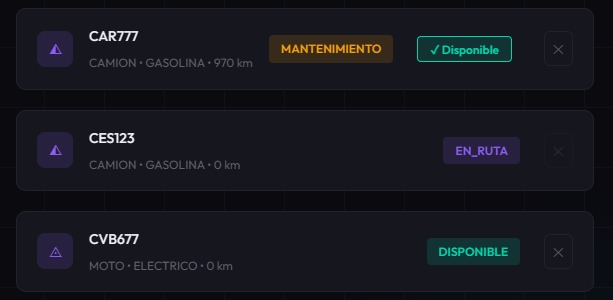 CAR777
CAMION • GASOLINA • 970 km
MANTENIMIENTO
✓ Disponible
CES123
CAMION • GASOLINA • 0 km
EN_RUTA
CVB677
MOTO • ELECTRICO • 0 km
DISPONIBLE